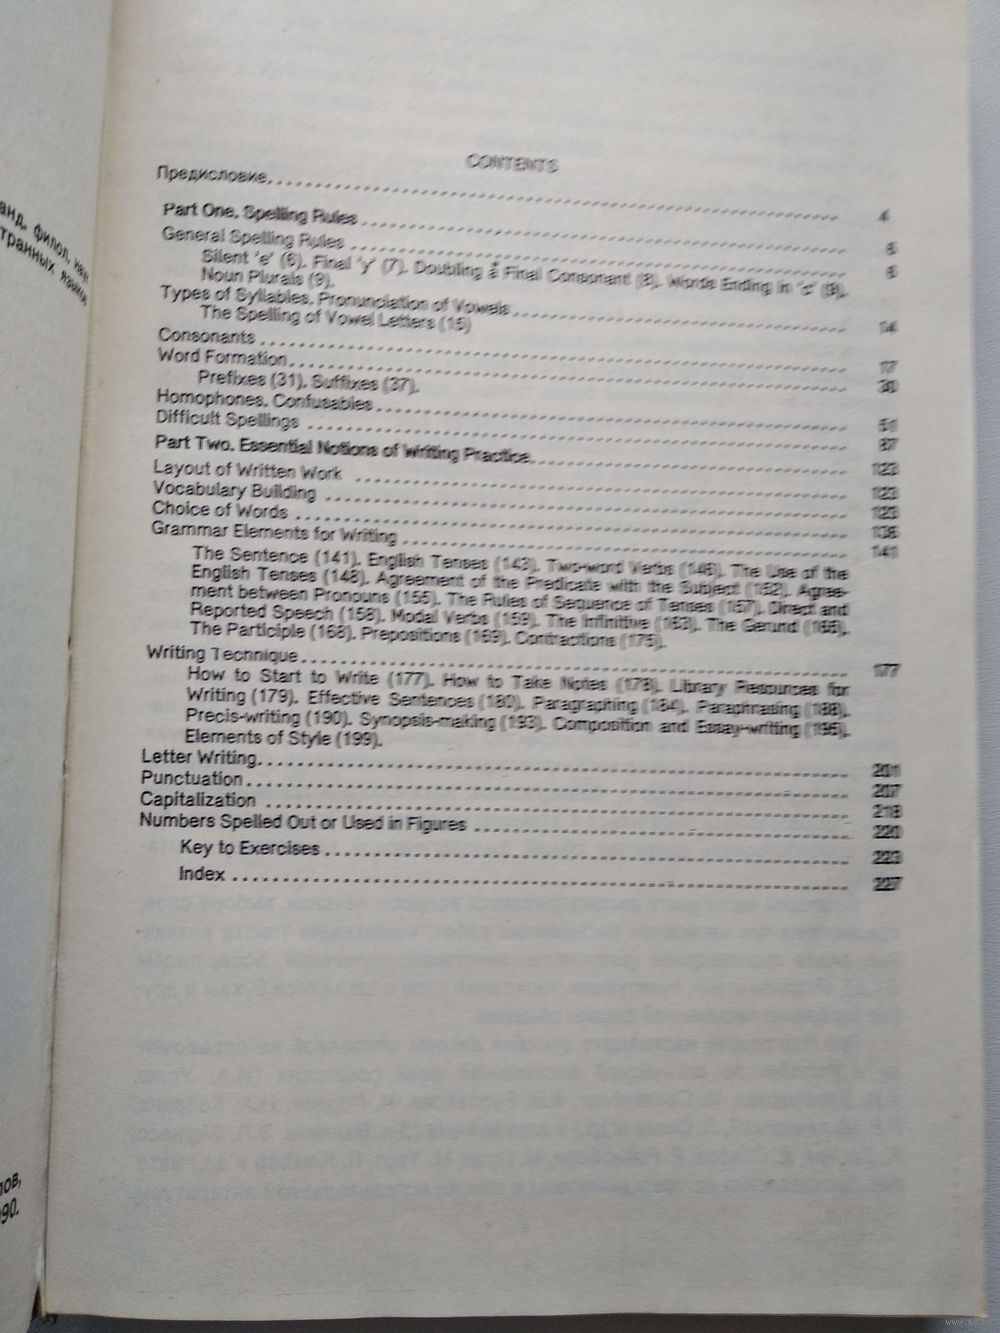 CONTENTS
Предисловие 4
Part One. Spelling Rules 6
General Spelling Rules 6
Silent 'e' (6). Final 'y' (7). Doubling a Final Consonant (8). Words Ending in 'c' (9).
Noun Plurals (9).
Types of Syllables. Pronunciation of Vowels 14
The Spelling of Vowel Letters (15)
Consonants 17
Word Formation 30
Prefixes (31). Suffixes (37).
Homophones. Confusables 51
Difficult Spellings 87
Part Two. Essential Notions of Writing Practice 123
Layout of Written Work 123
Vocabulary Building 123
Choice of Words 136
Grammar Elements for Writing 141
The Sentence (141). English Tenses (143). Two-word Verbs (146). The Use of the
English Tenses (148). Agreement of the Predicate with the Subject (152). Agree-
ment between Pronouns (155). The Rules of Sequence of Tenses (157). Direct and
Reported Speech (158). Modal Verbs (159). The Infinitive (163). The Gerund (165).
The Participle (168). Prepositions (169). Contractions (175).
Writing Technique 177
How to Start to Write (177). How to Take Notes (178). Library Resources for
Writing (179). Effective Sentences (180). Paragraphing (184). Paraphrasing (188).
Precis-writing (190). Synopsis-making (193). Composition and Essay-writing (195).
Elements of Style (199).
Letter Writing 201
Punctuation 207
Capitalization 218
Numbers Spelled Out or Used in Figures 220
Key to Exercises 223
Index 227
филол.